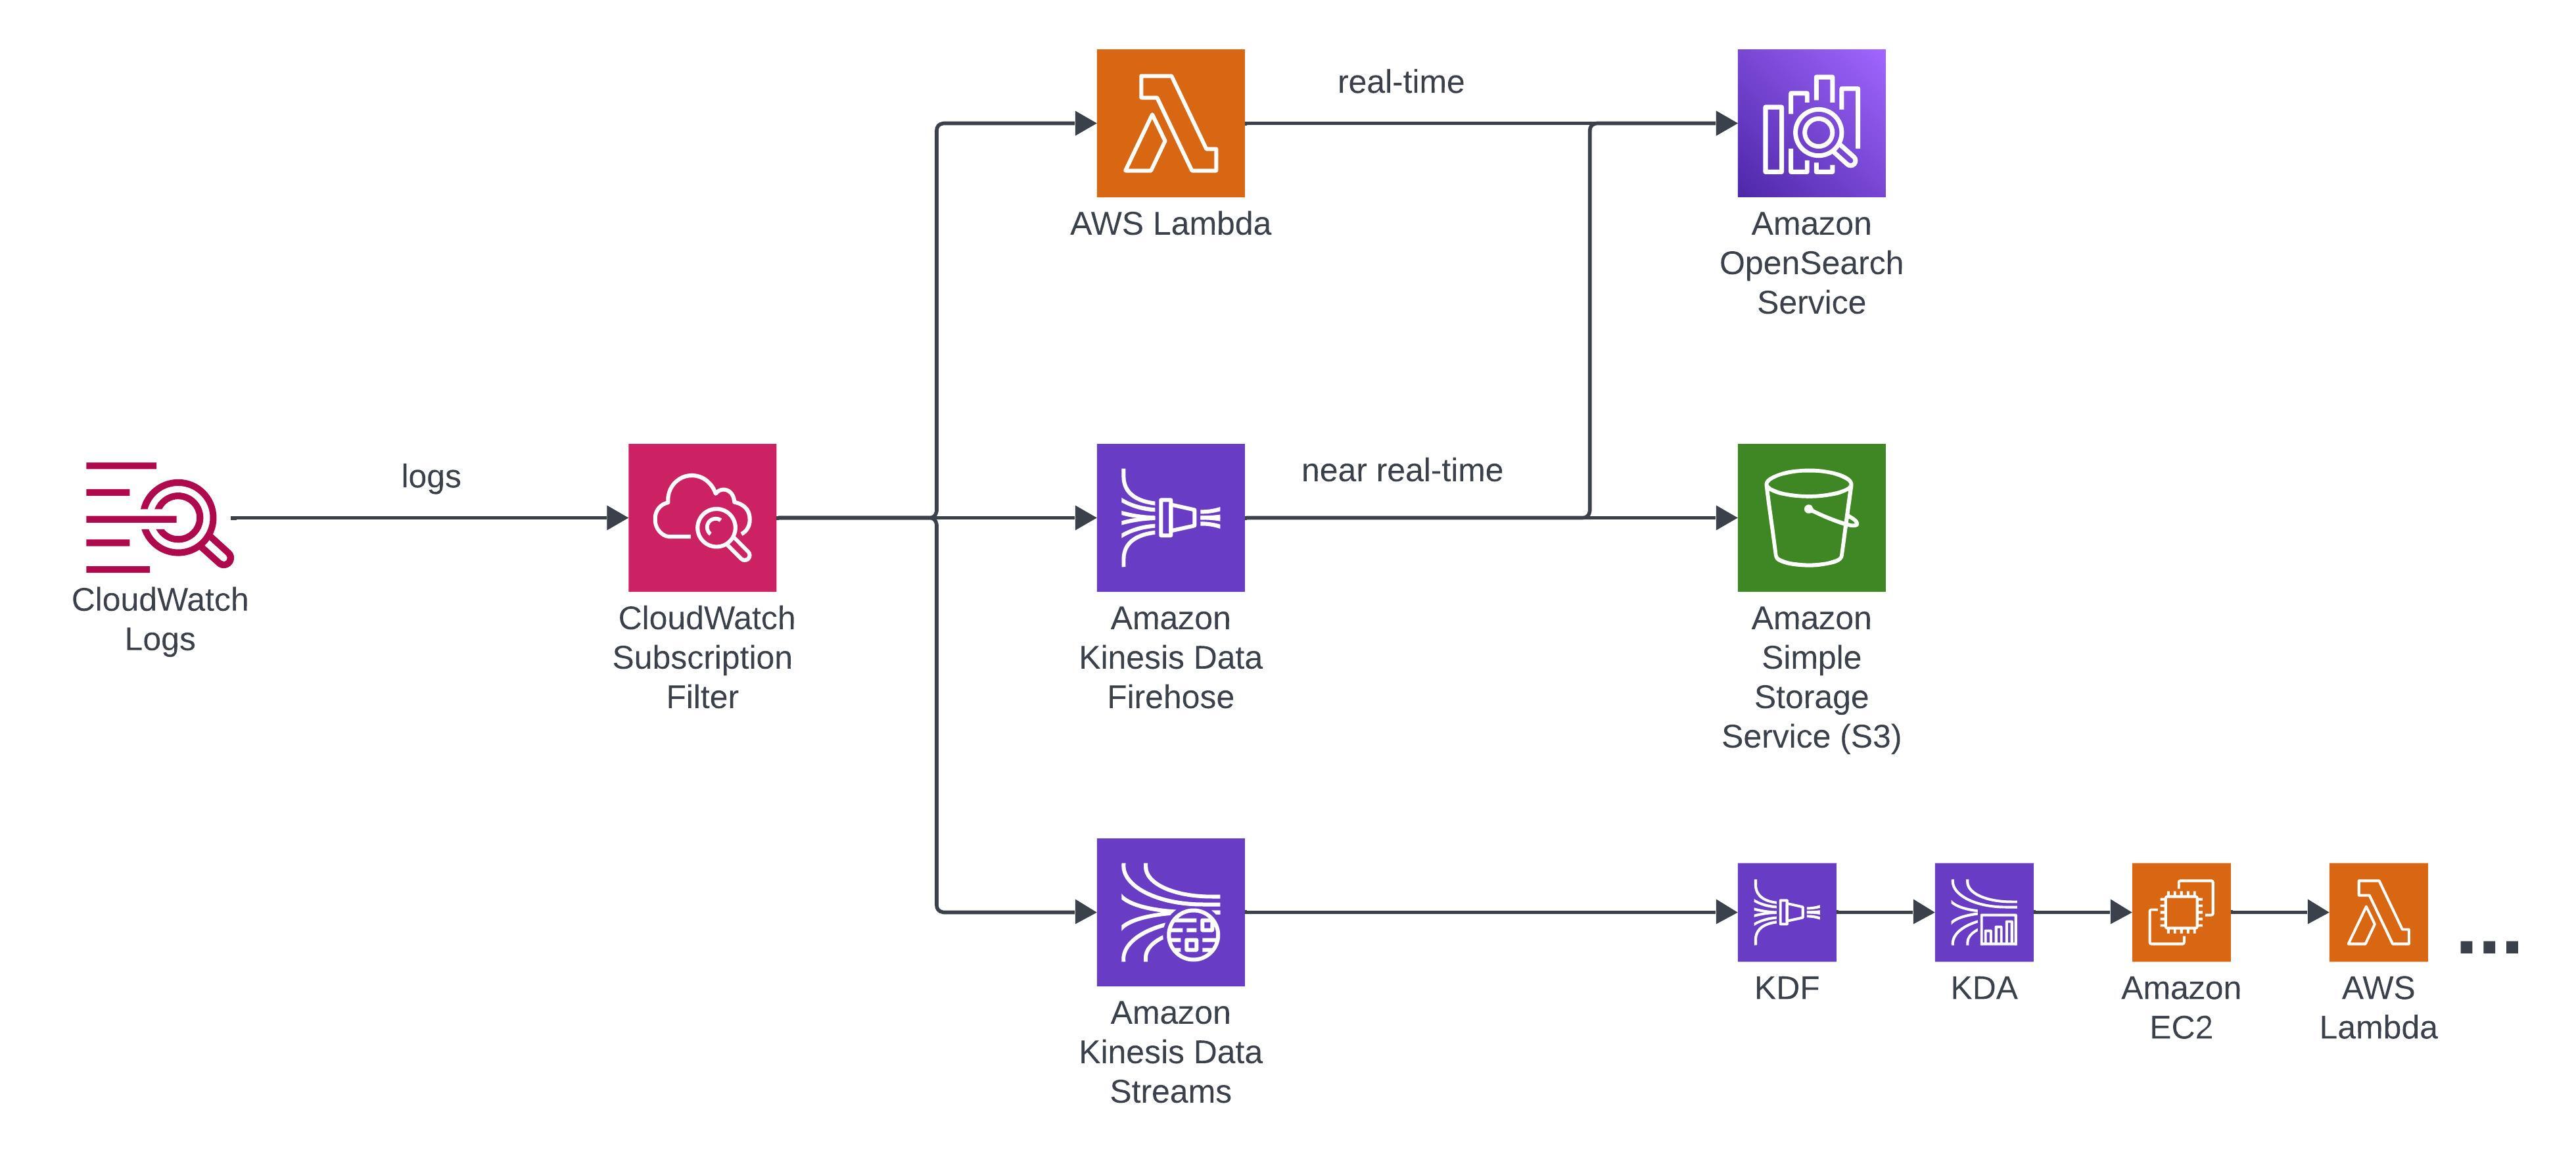 real-time
AWS Lambda
Amazon
OpenSearch
Service
logs
near real-time
CloudWatch
Logs
CloudWatch
Subscription
Filter
Amazon
Kinesis Data
Firehose
Amazon
Simple
Storage
Service (S3)
Amazon
Kinesis Data
Streams
KDF
KDA
Amazon
EC2
AWS
Lambda
...